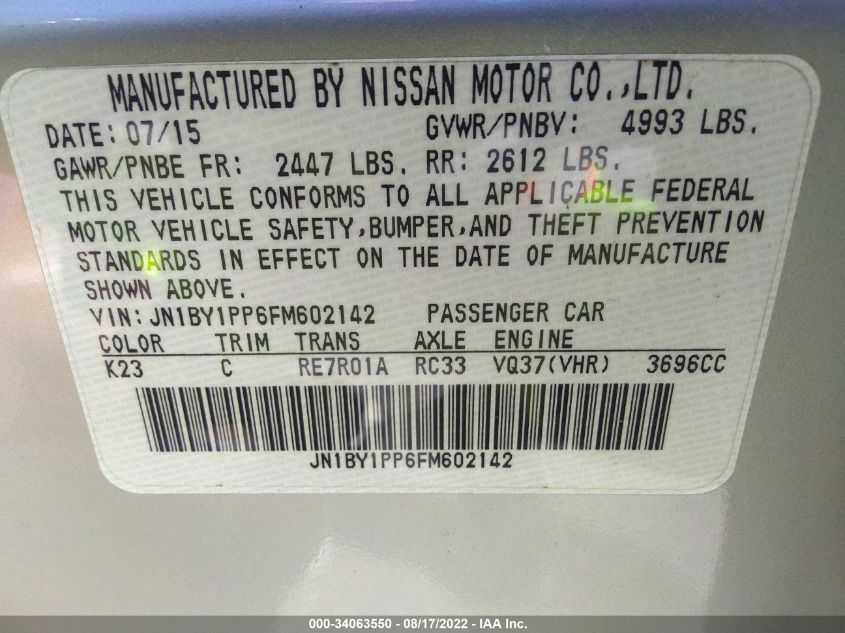 MANUFACTURED BY NISSAN MOTOR CO.,LTD.
DATE: 07/15 GVWR/PNBV: 4993 LBS.
GAWR/PNBE FR: 2447 LBS. RR: 2612 LBS.
THIS VEHICLE CONFORMS TO ALL APPLICABLE FEDERAL
MOTOR VEHICLE SAFETY,BUMPER,AND THEFT PREVENTION
STANDARDS IN EFFECT ON THE DATE OF MANUFACTURE
SHOWN ABOVE.
VIN: JN1BY1PP6FM602142 PASSENGER CAR
COLOR TRIM TRANS AXLE ENGINE
K23 C RE7R01A RC33 VQ37(VHR) 3696CC
JN1BY1PP6FM602142
000-34063550 - 08/17/2022 - IAA Inc.